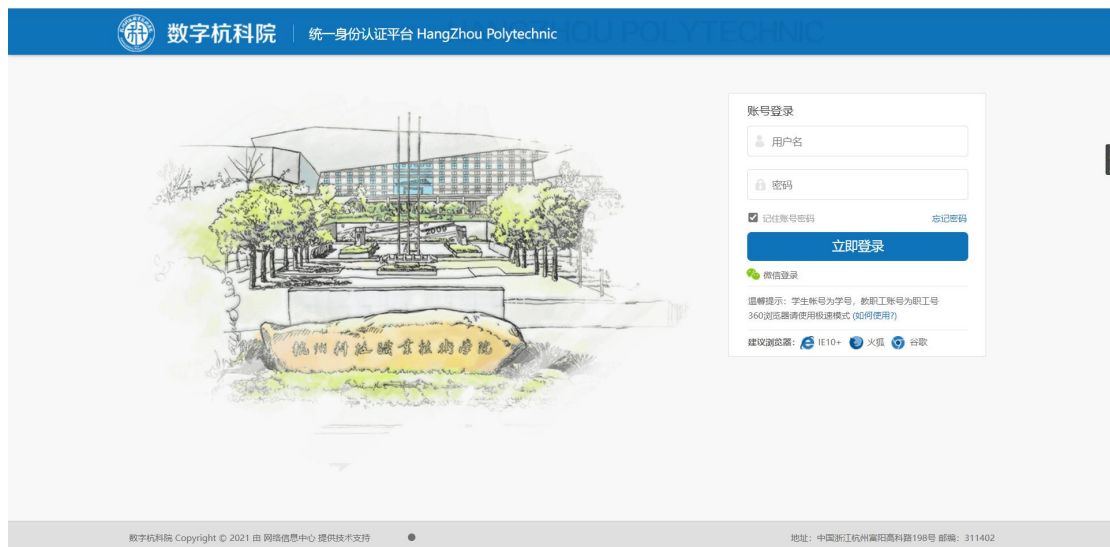 数字杭科院
统一身份认证平台 HangZhou Polytechnic
HANGZHOU POLYTECHNIC
账号登录
用户名
密码
记住账号密码
忘记密码
立即登录
微信登录
温馨提示：学生帐号为学号，教职工账号为职工号
360浏览器请使用极速模式 (如何使用?)
建议浏览器： IE10+ 火狐 谷歌
2009
杭州科技职业技术学院
数字杭科院 Copyright © 2021 由 网络信息中心 提供技术支持
地址：中国浙江杭州富阳高科路198号 邮编：311402